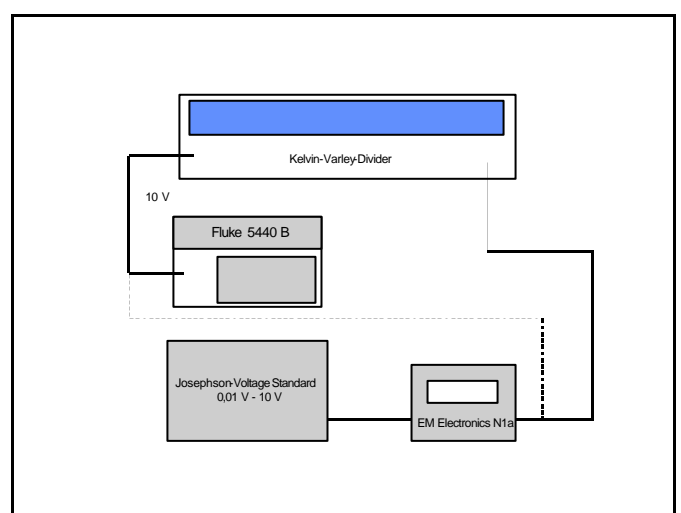 Kelvin-Varley-Divider
10 V
Fluke 5440 B
Josephson-Voltage Standard
0,01 V - 10 V
EM Electronics N1a